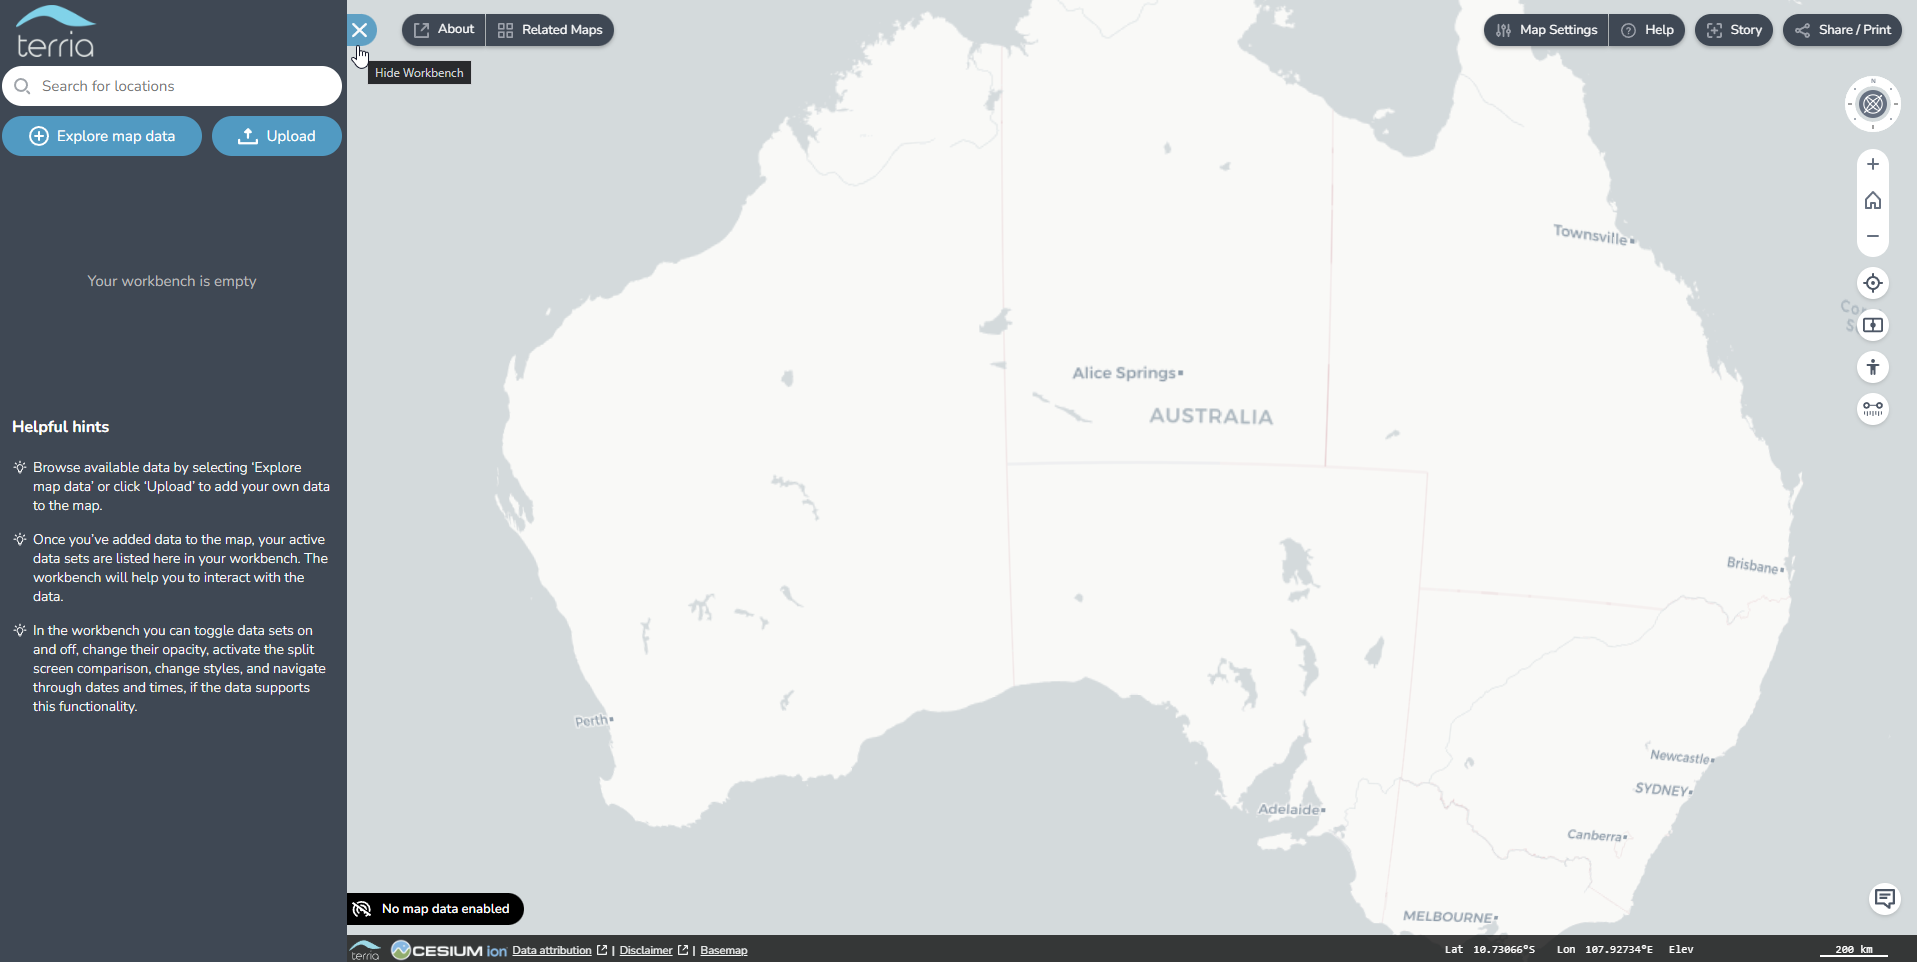 terria
Search for locations
Explore map data
Upload
Your workbench is empty
Helpful hints
Browse available data by selecting ‘Explore
map data’ or click ‘Upload’ to add your own data
to the map.
Once you’ve added data to the map, your active
data sets are listed here in your workbench. The
workbench will help you to interact with the
data.
In the workbench you can toggle data sets on
and off, change their opacity, activate the split
screen comparison, change styles, and navigate
through dates and times, if the data supports
this functionality.
About
Related Maps
Hide Workbench
Map Settings
Help
Story
Share / Print
N
Townsville
Alice Springs
AUSTRALIA
Brisbane
Perth
Newcastle
SYDNEY
Adelaide
Canberra
MELBOURNE
No map data enabled
terria
CESIUM ion
Data attribution | Disclaimer | Basemap
Lat 10.73066°S Lon 107.92734°E Elev
200 km